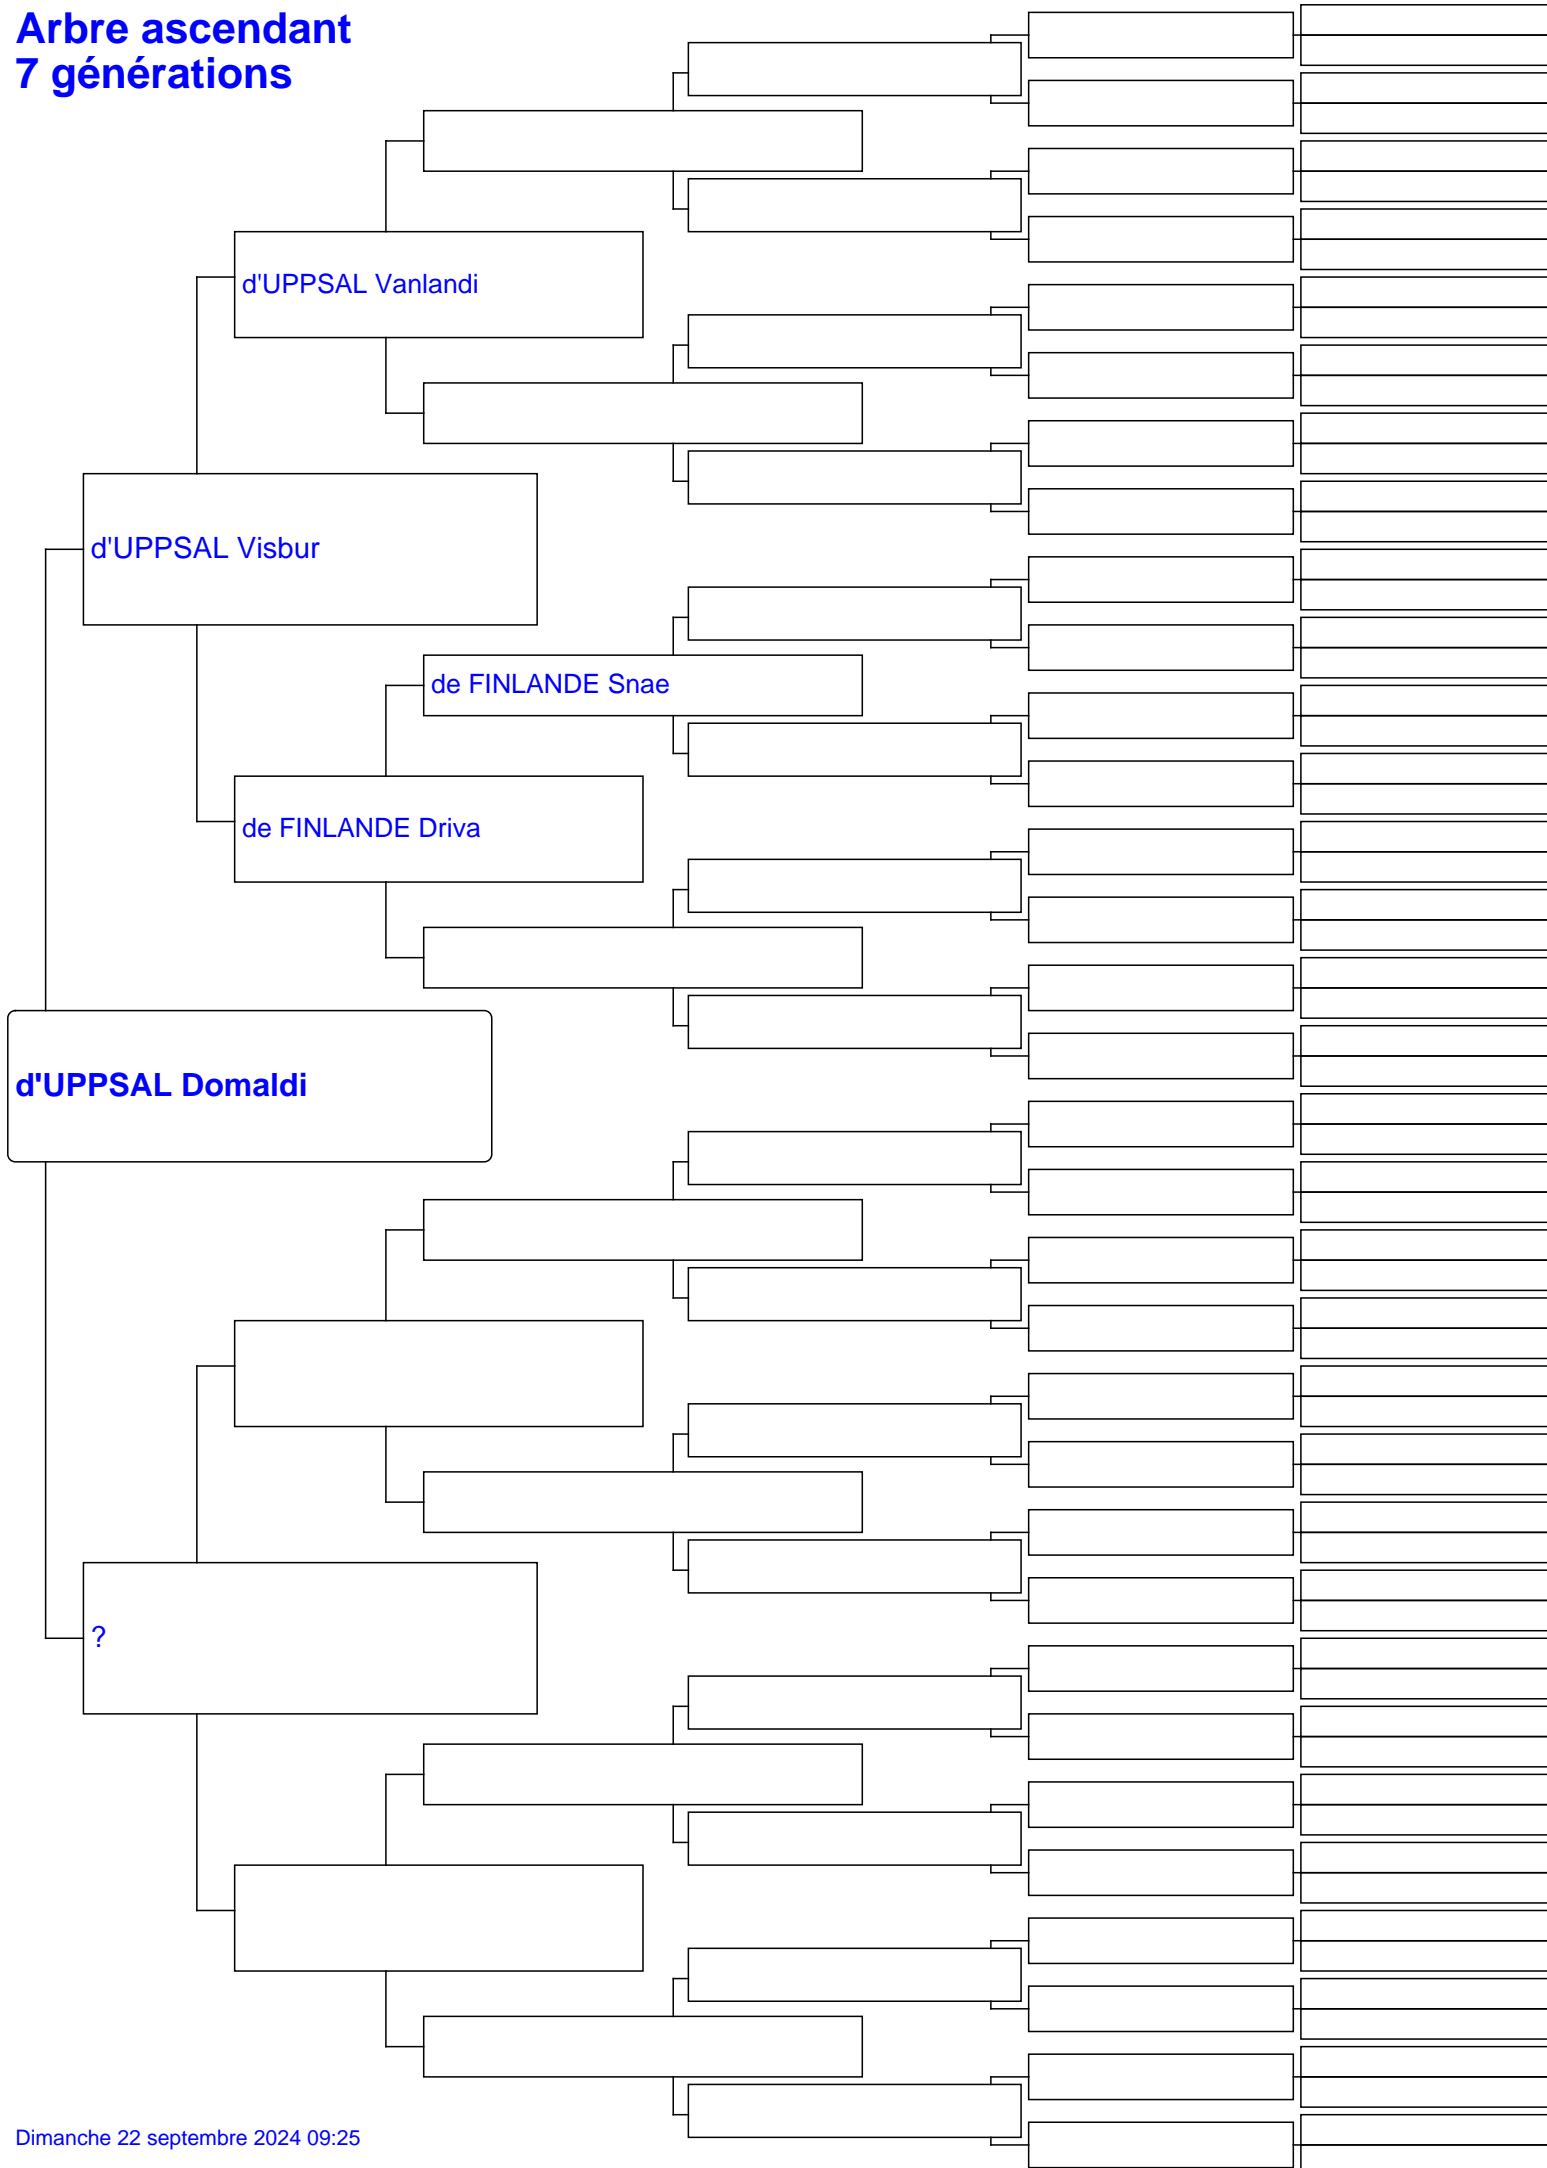 Arbre ascendant
7 générations
d'UPPSAL Vanlandi
d'UPPSAL Visbur
de FINLANDE Snae
de FINLANDE Driva
d'UPPSAL Domaldi
?
Dimanche 22 septembre 2024 09:25